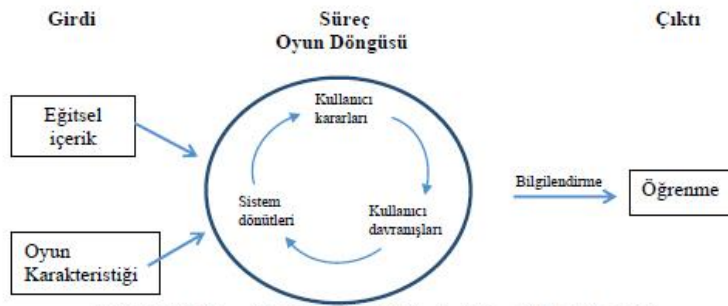 Girdi
Süreç
Oyun Döngüsü
Çıktı
Eğitsel
içerik
Kullanıcı
kararları
Sistem
dönütleri
Kullanıcı
davranışları
Bilgilendirme
Öğrenme
Oyun
Karakteristiği